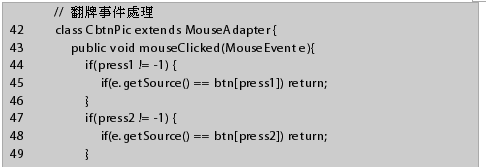 // 翻牌事件處理
42 class CbtnPic extends MouseAdapter{
43 public void mouseClicked(MouseEvent e){
44 if(press1 != -1) {
45 if(e.getSource() == btn[press1]) return;
46 }
47 if(press2 != -1) {
48 if(e.getSource() == btn[press2]) return;
49 }